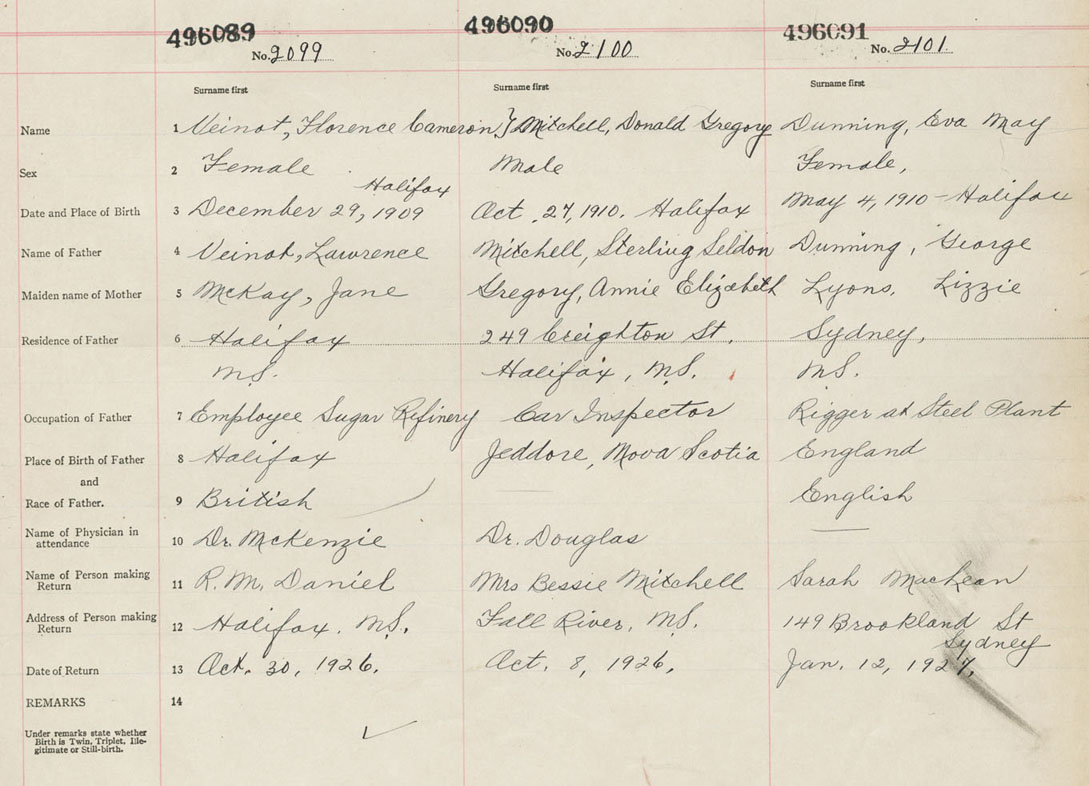 496089 496090 496091
No. 2099 No. 2100 No. 2101
Surname first Surname first Surname first
Name 1 Veinot, Florence Cameron } Mitchell, Donald Gregory Dunning, Eva May
Sex 2 Female Male Female,
Halifax
Date and Place of Birth 3 December 29, 1909 Oct. 27, 1910. Halifax May 4, 1910 - Halifax
Name of Father 4 Veinot, Lawrence Mitchell, Sterling Seldon Dunning, George
Maiden name of Mother 5 McKay, Jane Gregory, Annie Elizabeth Lyons, Lizzie
Residence of Father 6 Halifax 249 Creighton St. Sydney,
N.S. Halifax, N.S. N.S.
Occupation of Father 7 Employee Sugar Refinery Car Inspector Rigger at Steel Plant
Place of Birth of Father 8 Halifax Jeddore, Nova Scotia England
and
Race of Father. 9 British English
Name of Physician in
attendance 10 Dr. McKenzie Dr. Douglas
Name of Person making
Return 11 R. M. Daniel Mrs Bessie Mitchell Sarah MacLean
Address of Person making
Return 12 Halifax. N.S. Fall River, N.S. 149 Brookland St
Sydney
Date of Return 13 Oct. 30, 1926. Oct. 8, 1926. Jan. 12, 1927.
REMARKS 14
Under remarks state whether
Birth is Twin, Triplet, Ille-
gitimate or Still-birth.